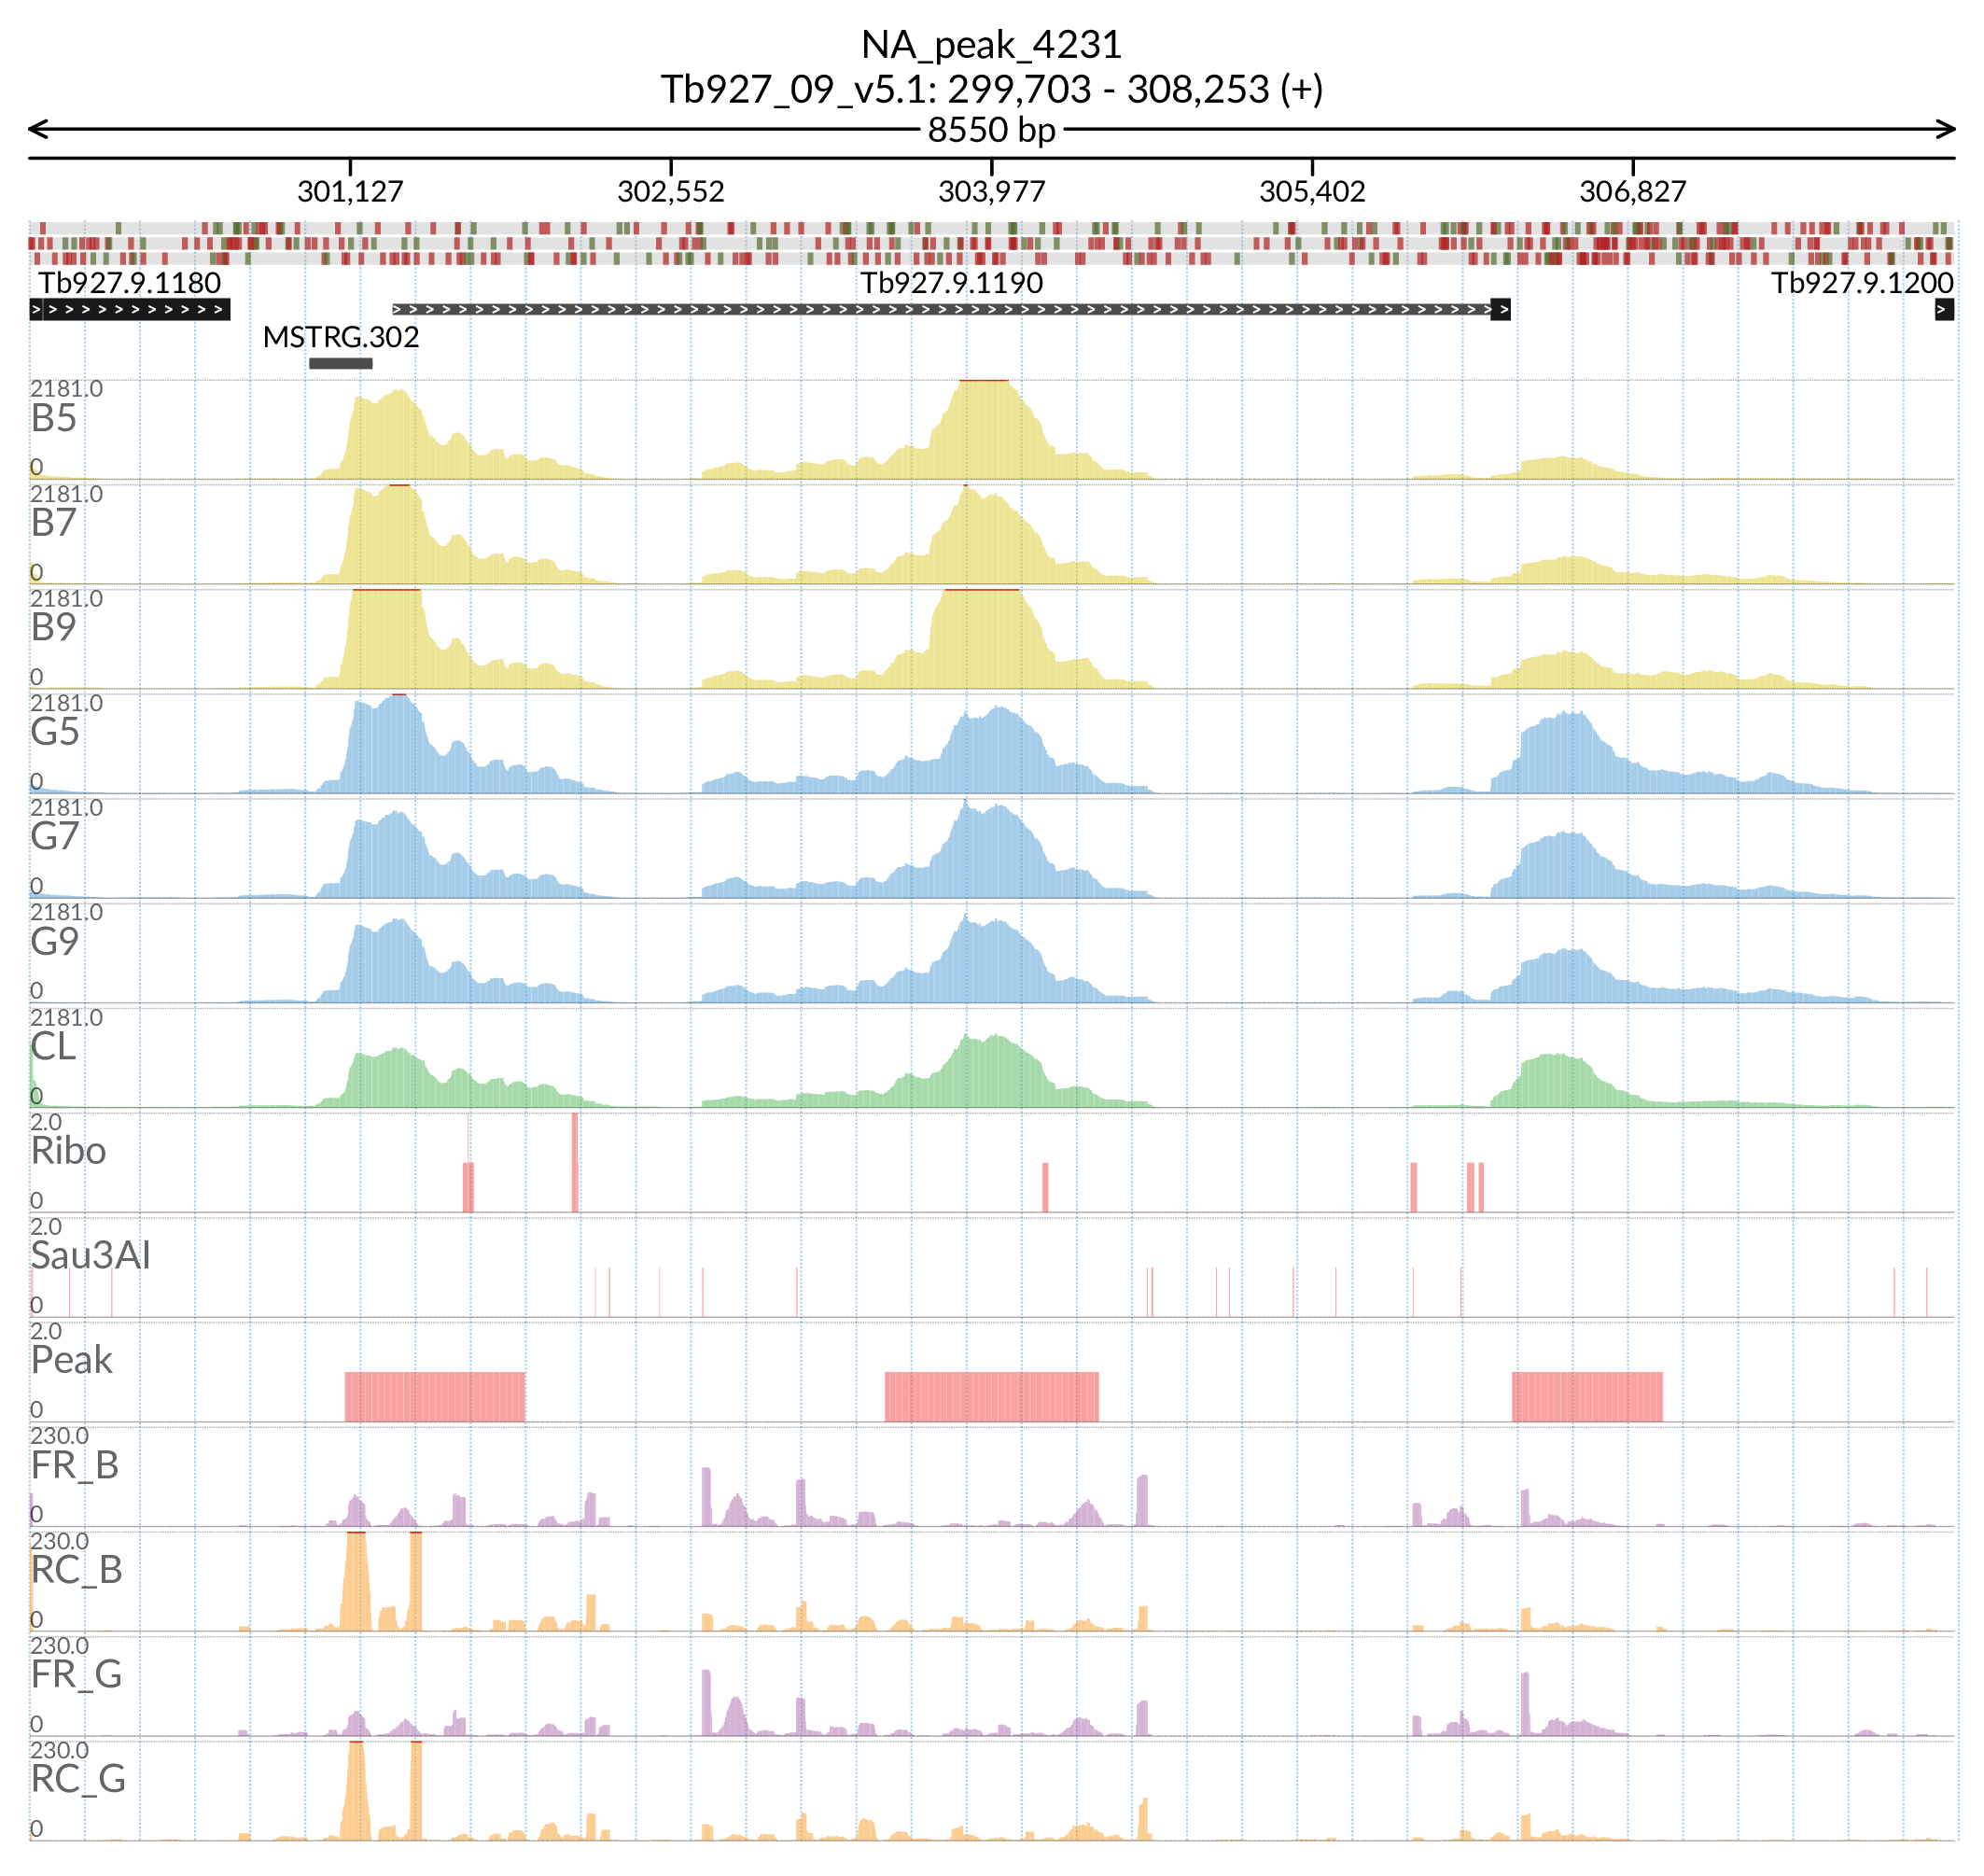 NA_peak_4231
Tb927_09_v5.1: 299,703 - 308,253 (+)
8550 bp
301,127 302,552 303,977 305,402 306,827
Tb927.9.1180 Tb927.9.1190 Tb927.9.1200
MSTRG.302
2181.0
B5
0
2181.0
B7
0
2181.0
B9
0
2181.0
G5
0
2181.0
G7
0
2181.0
G9
0
2181.0
CL
0
2.0
Ribo
0
2.0
Sau3AI
0
2.0
Peak
0
230.0
FR_B
0
230.0
RC_B
0
230.0
FR_G
0
230.0
RC_G
0